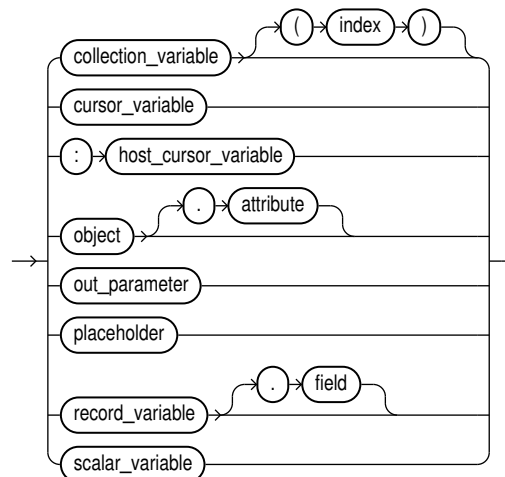 ( index )
collection_variable
cursor_variable
: host_cursor_variable
. attribute
object
out_parameter
placeholder
. field
record_variable
scalar_variable